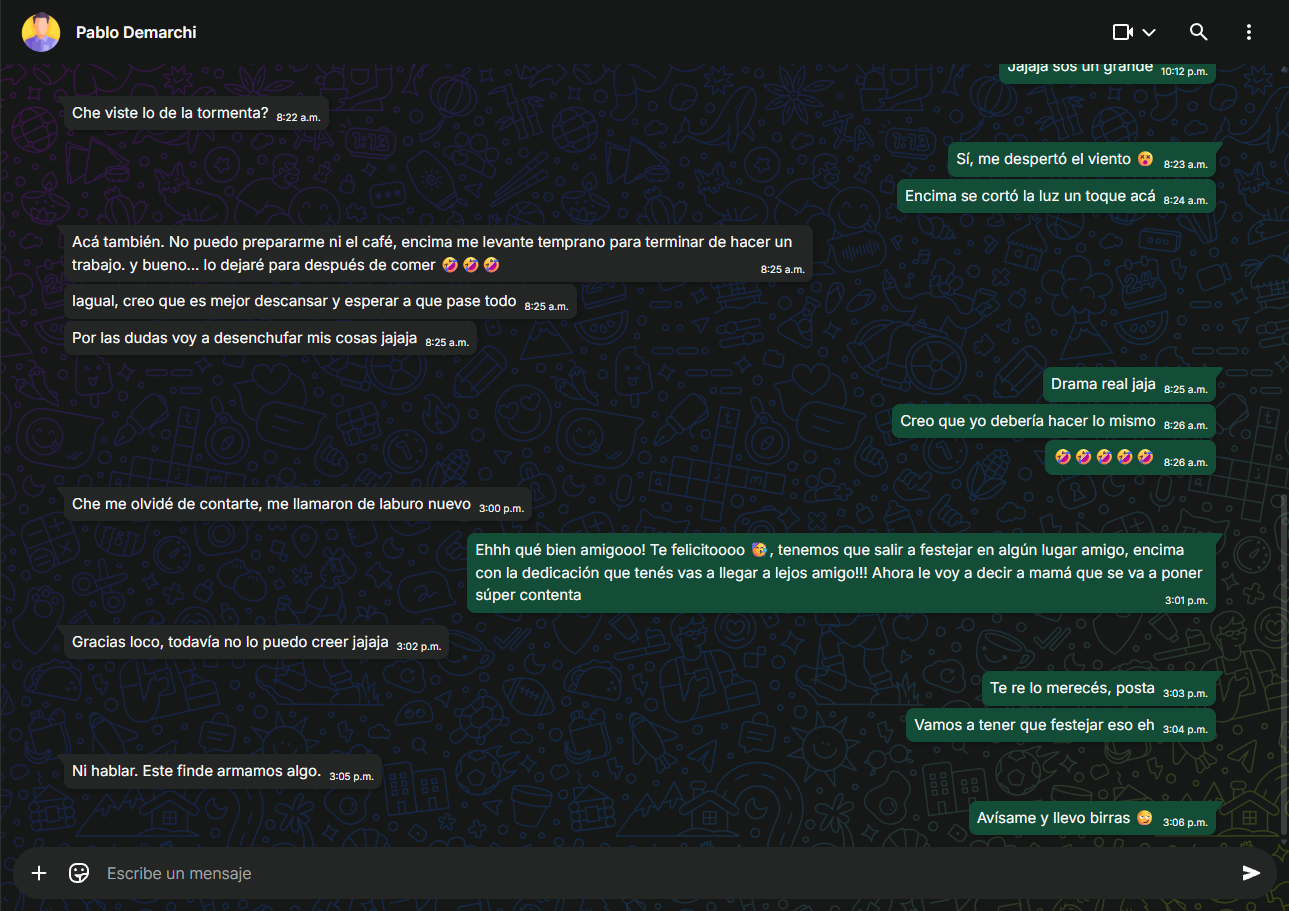 Pablo Demarchi
Jajaja sos un grande 10:12 p.m.
Che viste lo de la tormenta? 8:22 a.m.
Sí, me despertó el viento 😵 8:23 a.m.
Encima se cortó la luz un toque acá 8:24 a.m.
Acá también. No puedo prepararme ni el café, encima me levante temprano para terminar de hacer un
trabajo. y bueno... lo dejaré para después de comer 🤣🤣🤣 8:25 a.m.
Iagual, creo que es mejor descansar y esperar a que pase todo 8:25 a.m.
Por las dudas voy a desenchufar mis cosas jajaja 8:25 a.m.
Drama real jaja 8:25 a.m.
Creo que yo debería hacer lo mismo 8:26 a.m.
🤣🤣🤣🤣🤣 8:26 a.m.
Che me olvidé de contarte, me llamaron de laburo nuevo 3:00 p.m.
Ehhh qué bien amigooo! Te felicitoooo 🥳, tenemos que salir a festejar en algún lugar amigo, encima
con la dedicación que tenés vas a llegar a lejos amigo!!! Ahora le voy a decir a mamá que se va a poner
súper contenta 3:01 p.m.
Gracias loco, todavía no lo puedo creer jajaja 3:02 p.m.
Te re lo merecés, posta 3:03 p.m.
Vamos a tener que festejar eso eh 3:04 p.m.
Ni hablar. Este finde armamos algo. 3:05 p.m.
Avísame y llevo birras 😜 3:06 p.m.
Escribe un mensaje